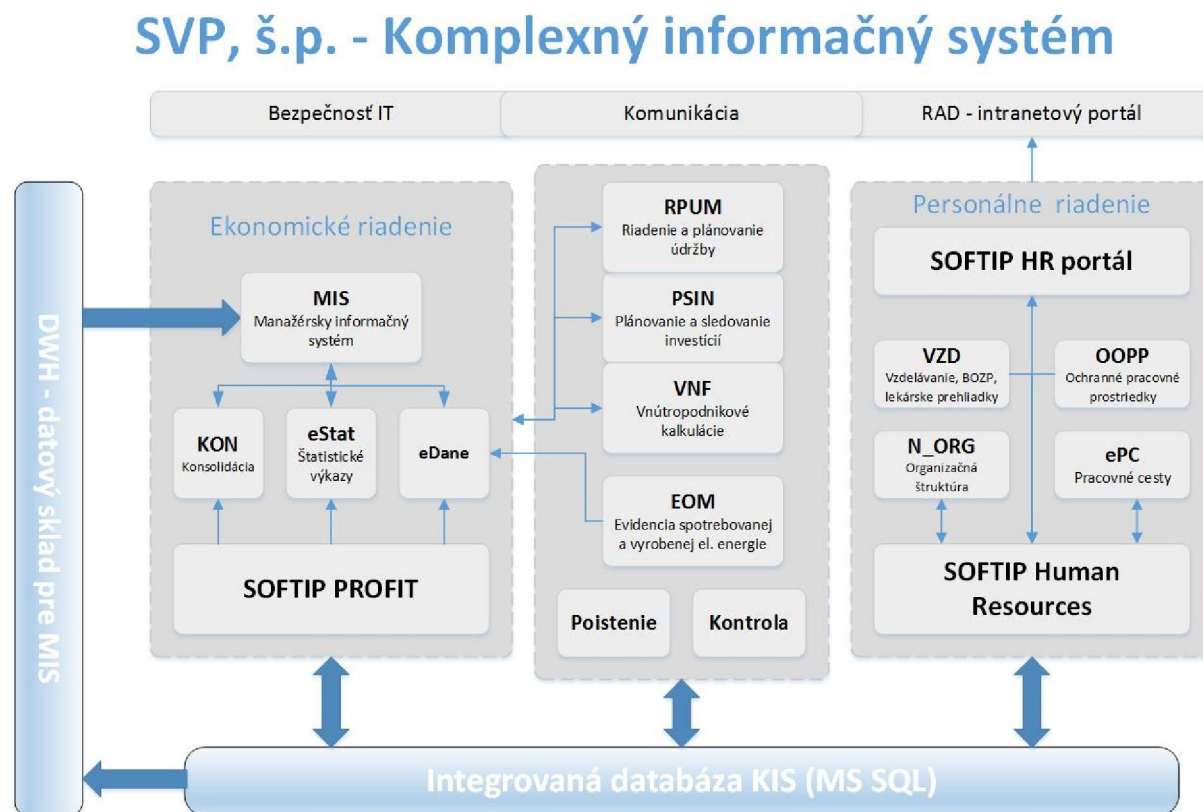 SVP, š.p. - Komplexný informačný systém
Bezpečnosť IT
Komunikácia
RAD - intranetový portál
DWH - datový sklad pre MIS
Ekonomické riadenie
MIS
Manažérsky informačný
systém
KON
Konsolidácia
eStat
Štatistické
výkazy
eDane
SOFTIP PROFIT
RPUM
Riadenie a plánovanie
údržby
PSIN
Plánovanie a sledovanie
investícií
VNF
Vnútropodnikové
kalkulácie
EOM
Evidencia spotrebovanej
a vyrobenej el. energie
Poistenie
Kontrola
Personálne riadenie
SOFTIP HR portál
VZD
Vzdelávanie, BOZP,
lekárske prehliadky
OOPP
Ochranné pracovné
prostriedky
N_ORG
Organizačná
štruktúra
ePC
Pracovné cesty
SOFTIP Human
Resources
Integrovaná databáza KIS (MS SQL)